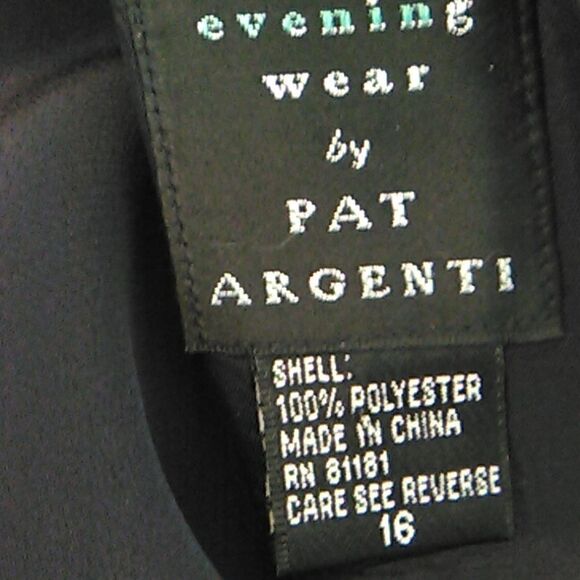 evening
wear
by
PAT
ARGENTI
SHELL:
100% POLYESTER
MADE IN CHINA
RN 81181
CARE SEE REVERSE
16